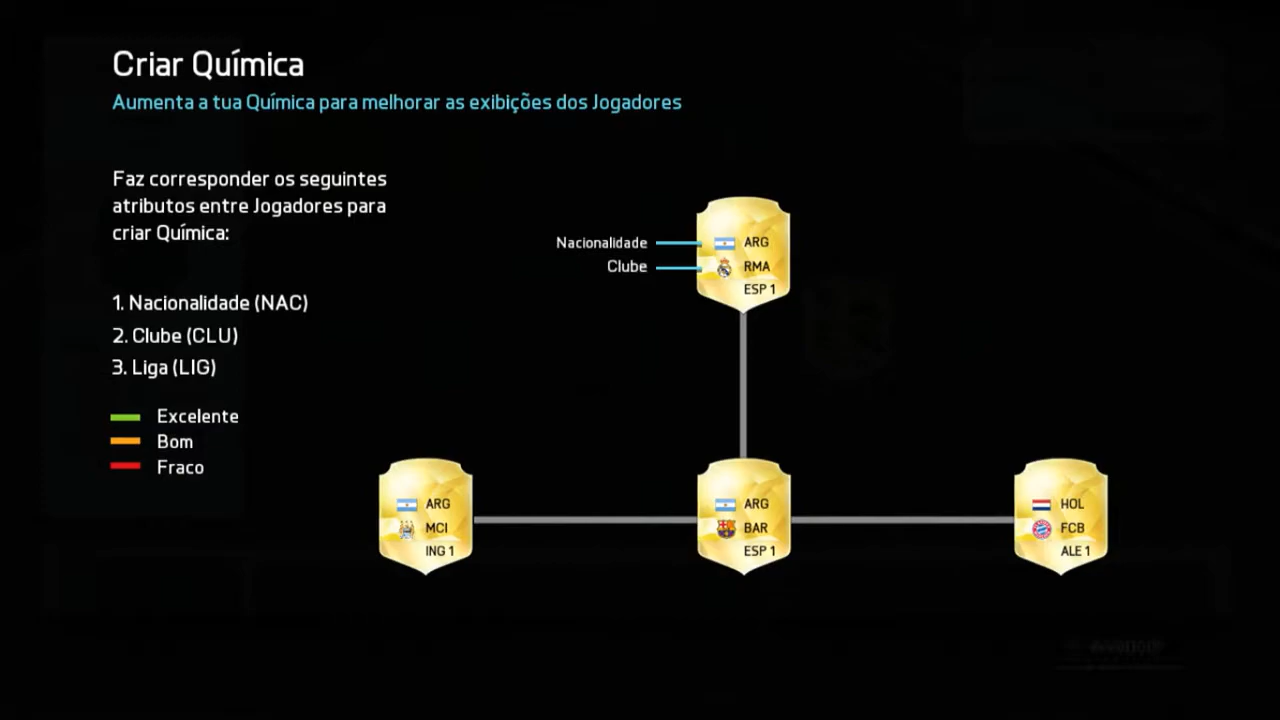 Criar Química
Aumenta a tua Química para melhorar as exibições dos Jogadores
Faz corresponder os seguintes
atributos entre Jogadores para
criar Química:
1. Nacionalidade (NAC)
2. Clube (CLU)
3. Liga (LIG)
Excelente
Bom
Fraco
Nacionalidade
Clube
ARG
RMA
ESP 1
ARG
MCI
ING 1
ARG
BAR
ESP 1
HOL
FCB
ALE 1